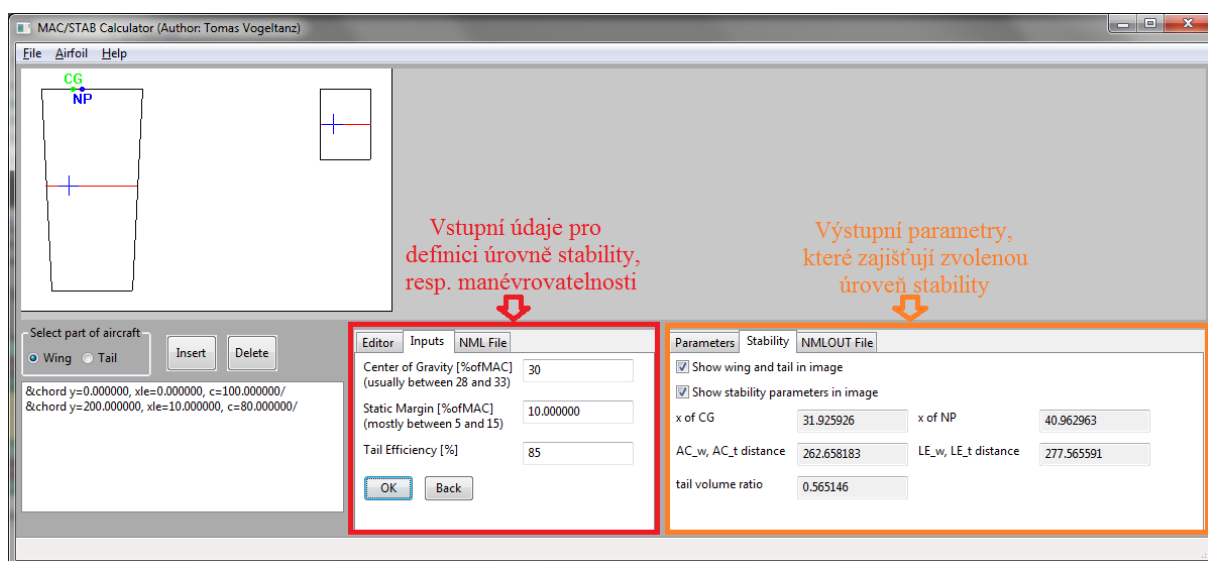 MAC/STAB Calculator (Author: Tomas Vogeltanz)
File Airfoil Help
CG
NP
Vstupní údaje pro
definici úrovně stability,
resp. manévrovatelnosti
Výstupní parametry,
které zajišťují zvolenou
úroveň stability
Select part of aircraft
Wing Tail
Insert Delete
&chord y=0.000000, xle=0.000000, c=100.000000/
&chord y=200.000000, xle=10.000000, c=80.000000/
Editor Inputs NML File
Center of Gravity [%ofMAC] 30
(usually between 28 and 33)
Static Margin [%ofMAC] 10.000000
(mostly between 5 and 15)
Tail Efficiency [%] 85
OK Back
Parameters Stability NMLOUT File
Show wing and tail in image
Show stability parameters in image
x of CG 31.925926 x of NP 40.962963
AC_w, AC_t distance 262.658183 LE_w, LE_t distance 277.565591
tail volume ratio 0.565146